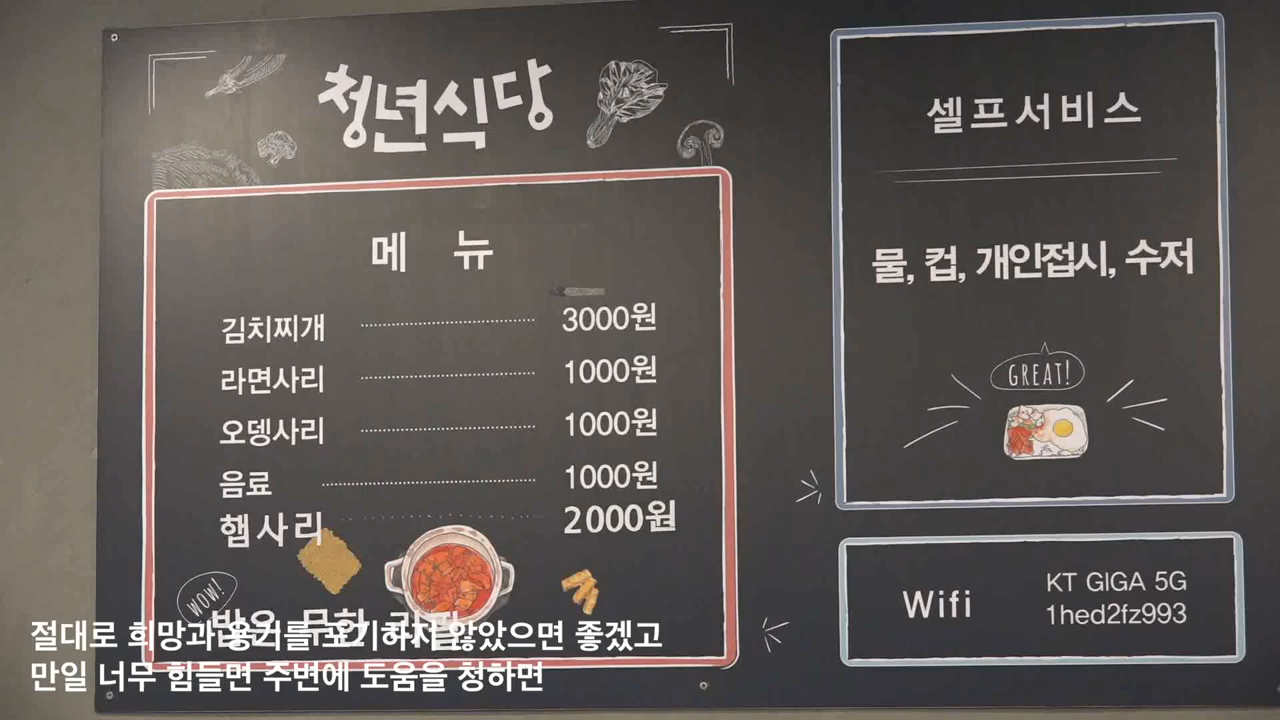 청년식당
메 뉴
김치찌개 3000원
라면사리 1000원
오뎅사리 1000원
음료 1000원
햄사리 2000원
WOW!
밥은 무한
셀프서비스
물, 컵, 개인접시, 수저
GREAT!
Wifi
KT GIGA 5G
1hed2fz993
절대로 희망과 용기를 포기하지 않았으면 좋겠고
만일 너무 힘들면 주변에 도움을 청하면